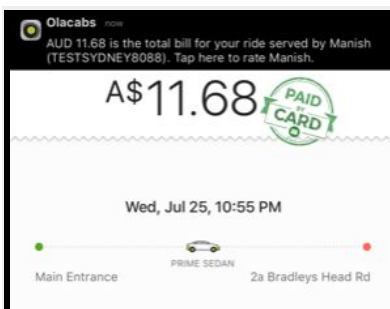 Olacabs now
AUD 11.68 is the total bill for your ride served by Manish
(TESTSYDNEY8088). Tap here to rate Manish.
A$11.68
PAID
BY
CARD
Wed, Jul 25, 10:55 PM
PRIME SEDAN
Main Entrance 2a Bradleys Head Rd